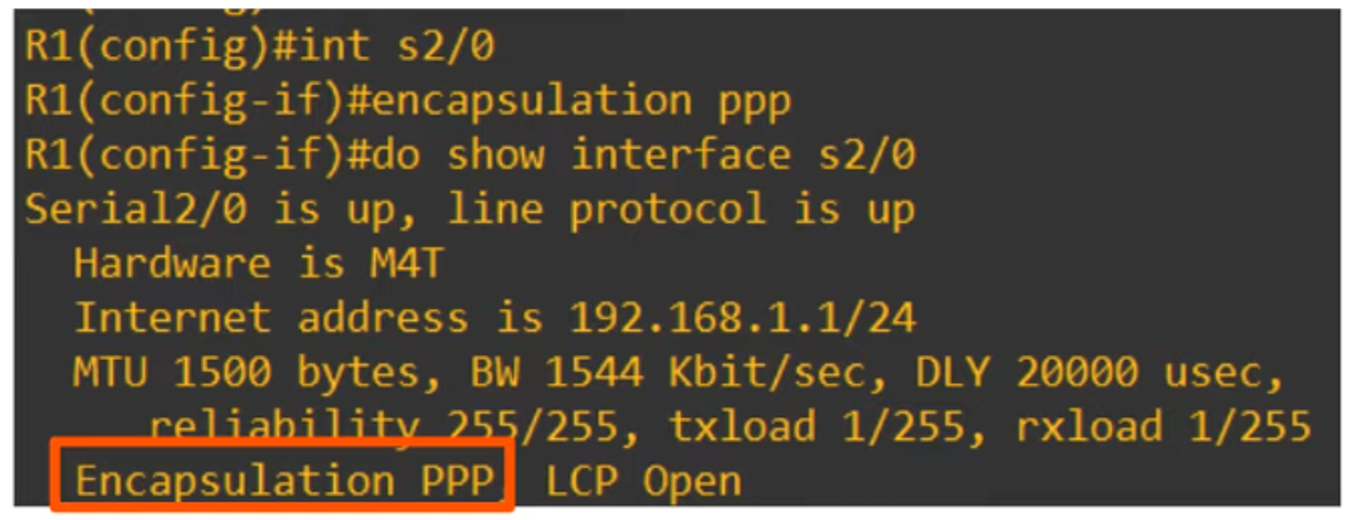 R1(config)#int s2/0
R1(config-if)#encapsulation ppp
R1(config-if)#do show interface s2/0
Serial2/0 is up, line protocol is up
Hardware is M4T
Internet address is 192.168.1.1/24
MTU 1500 bytes, BW 1544 Kbit/sec, DLY 20000 usec,
reliability 255/255, txload 1/255, rxload 1/255
Encapsulation PPP, LCP Open